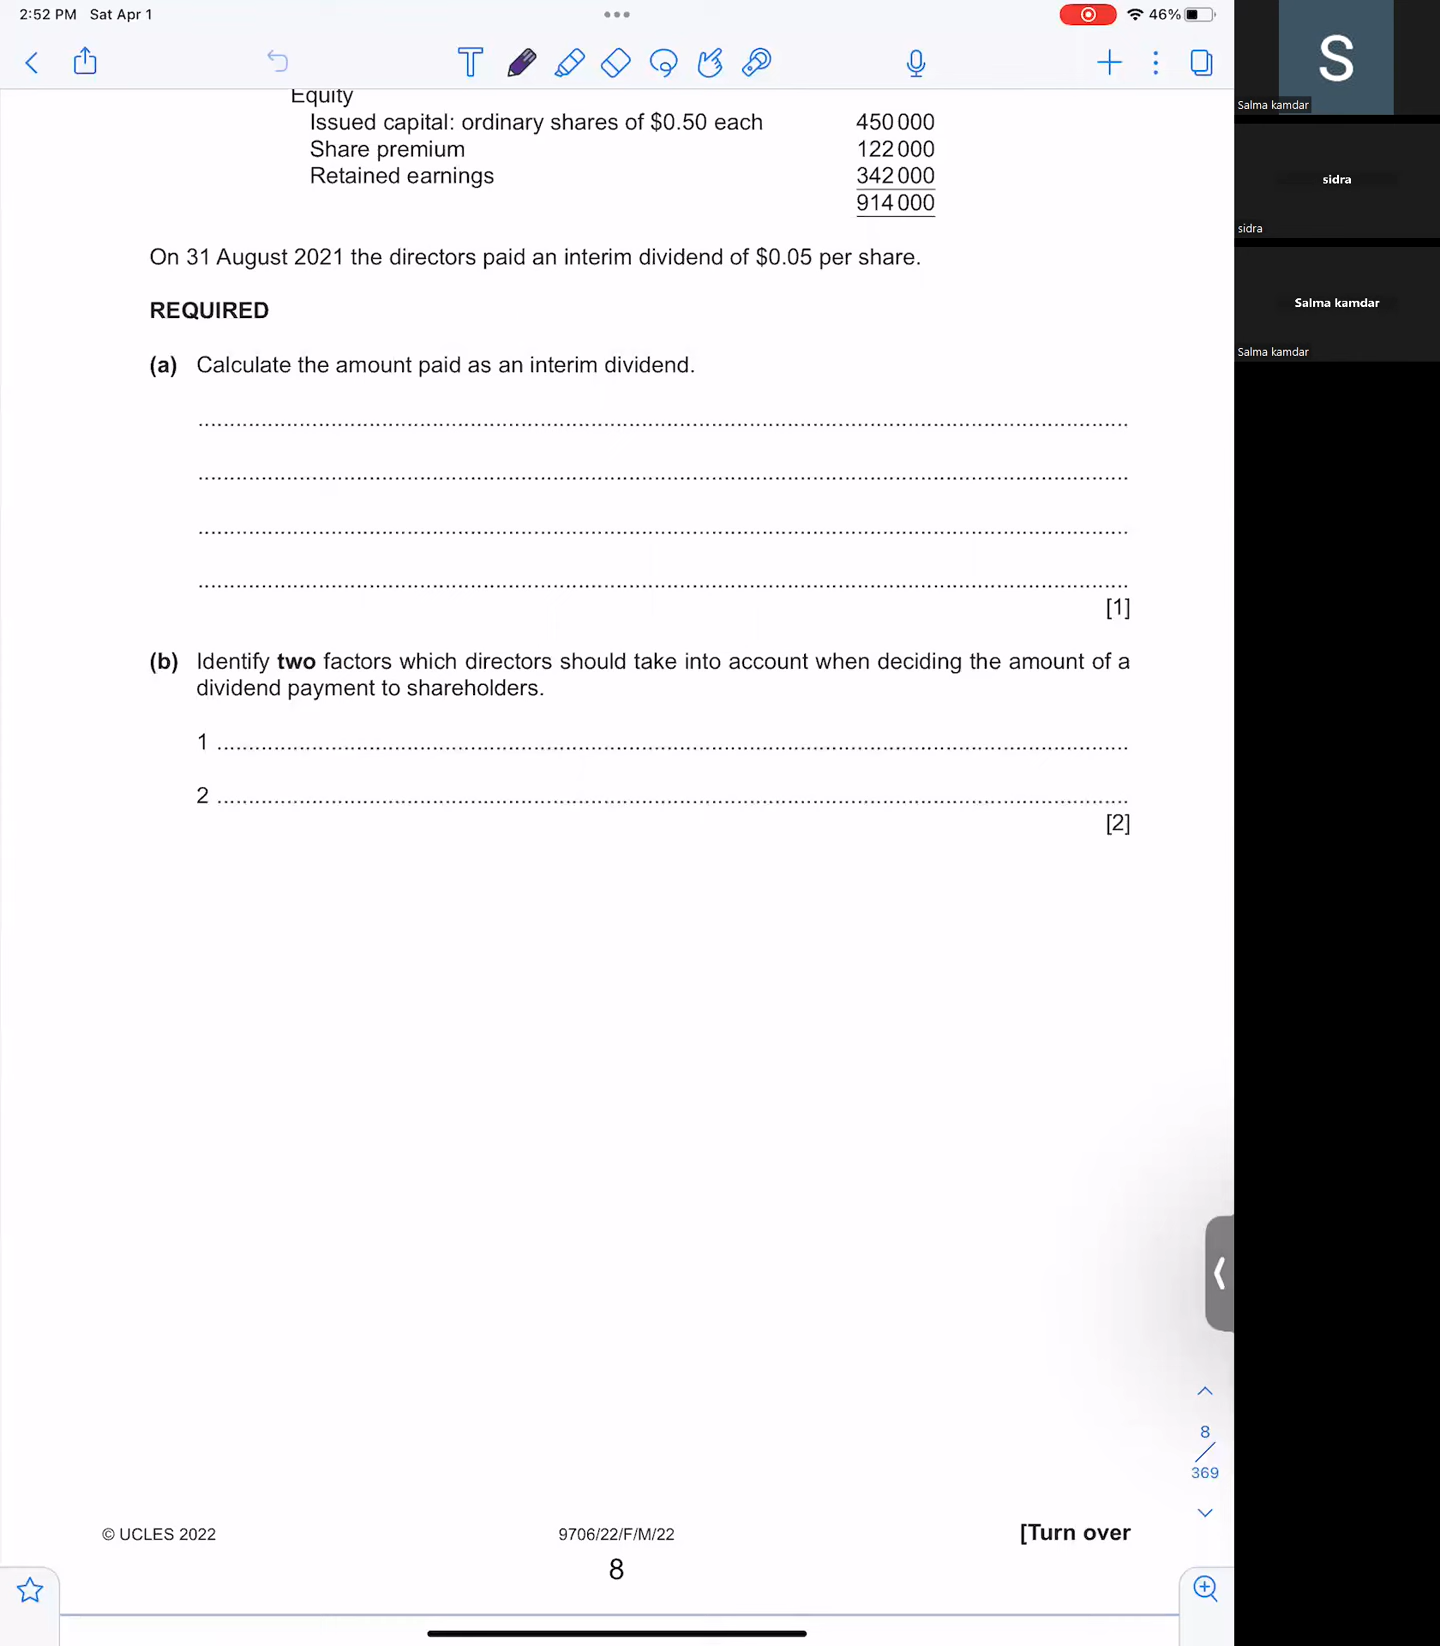 2:52 PM Sat Apr 1
46%
T
S
Salma kamdar
sidra
sidra
Salma kamdar
Salma kamdar
Equity
Issued capital: ordinary shares of $0.50 each 450 000
Share premium 122 000
Retained earnings 342 000
914 000
On 31 August 2021 the directors paid an interim dividend of $0.05 per share.
REQUIRED
(a) Calculate the amount paid as an interim dividend.
[1]
(b) Identify two factors which directors should take into account when deciding the amount of a
dividend payment to shareholders.
1
2
[2]
8
369
© UCLES 2022 9706/22/F/M/22 [Turn over
8